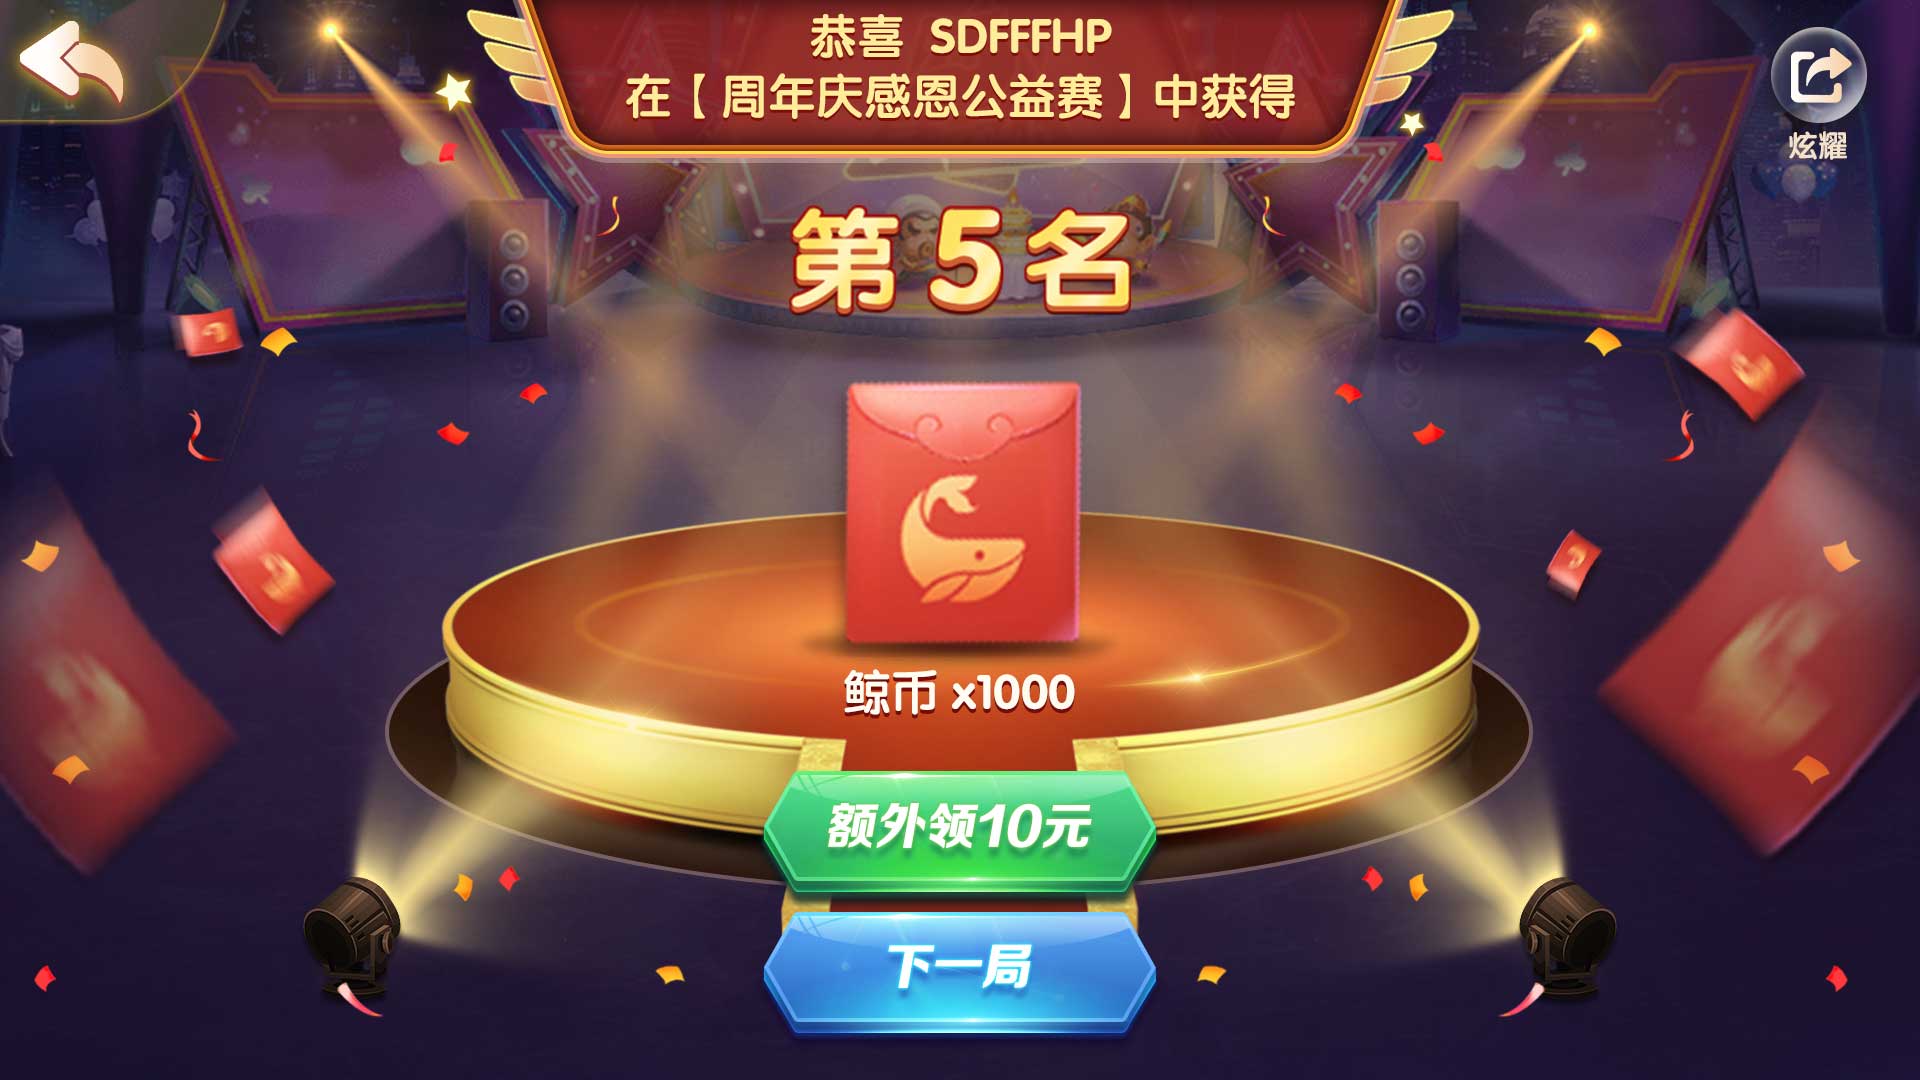 恭喜 SDFFFHP
在【周年庆感恩公益赛】中获得
炫耀
第5名
鲸币 x1000
额外领10元
下一局